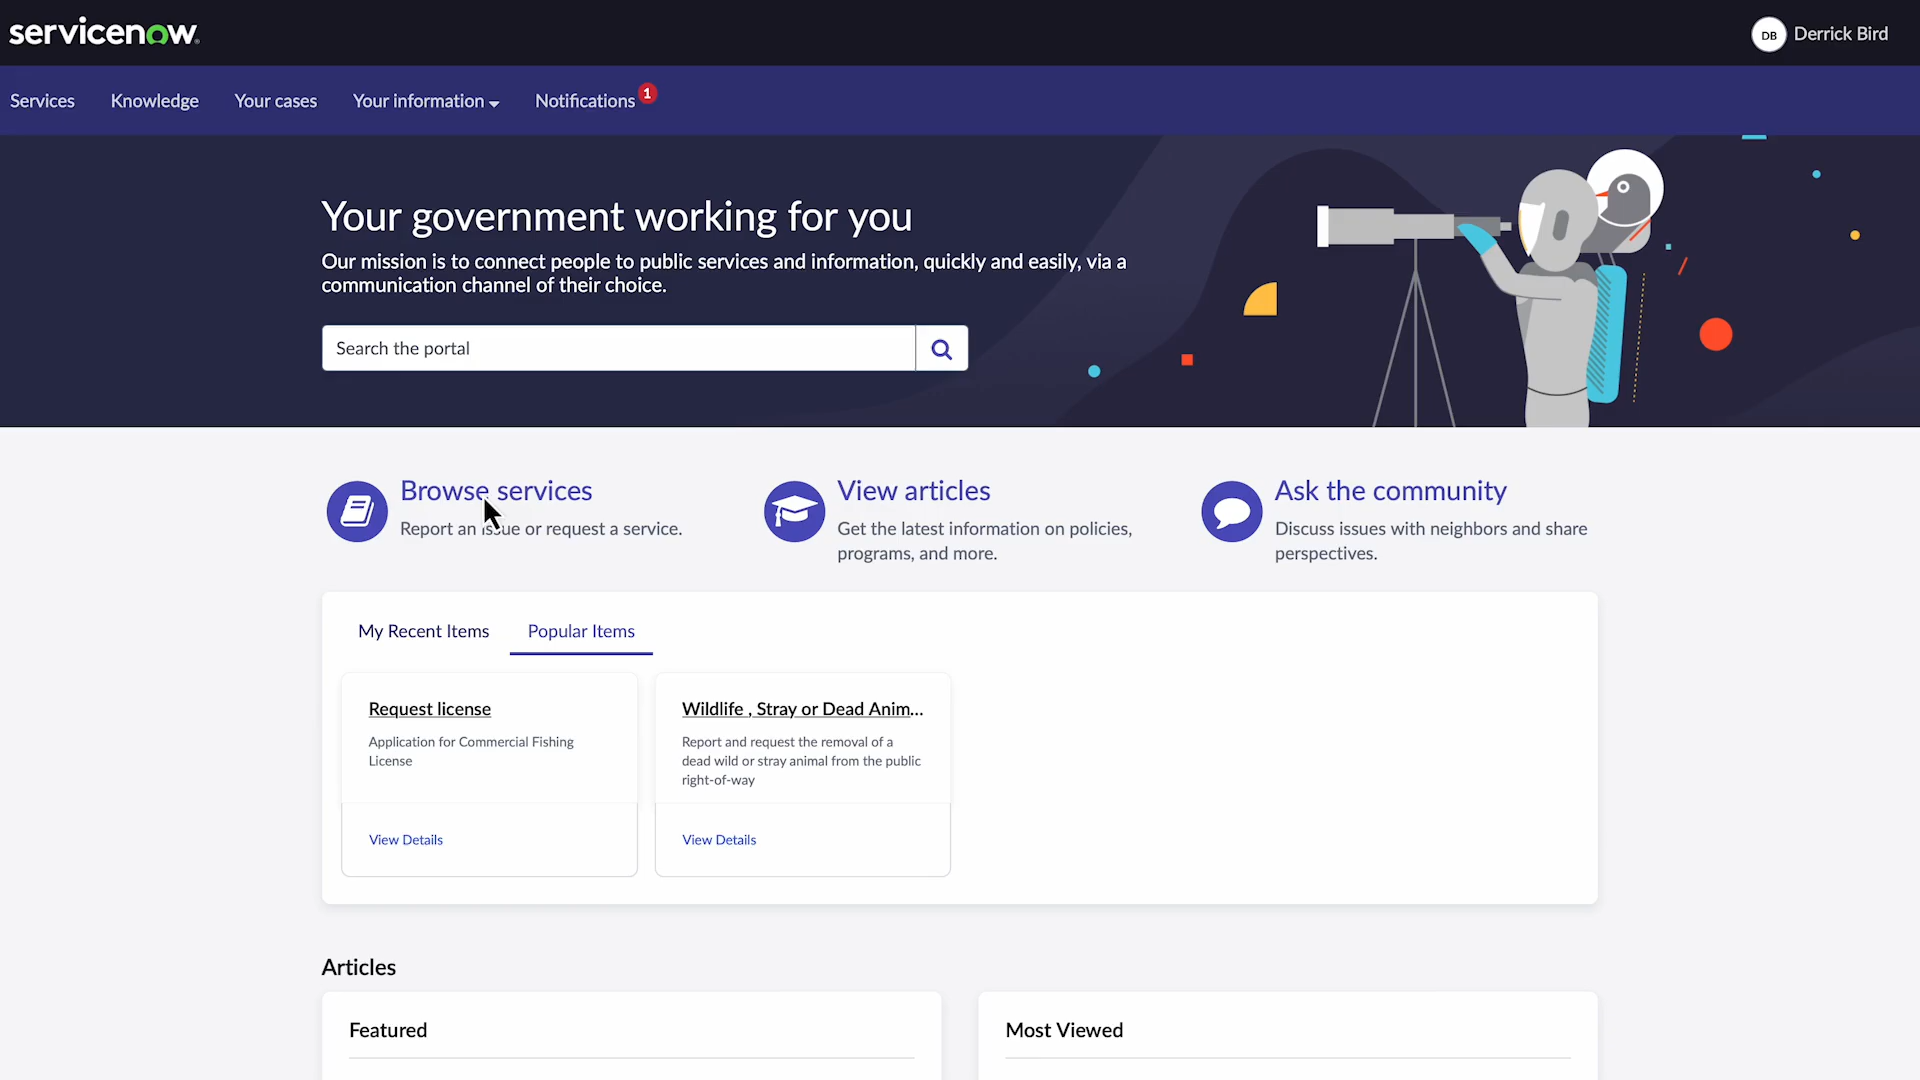 servicenow
DB Derrick Bird
Services Knowledge Your cases Your information Notifications 1
Your government working for you
Our mission is to connect people to public services and information, quickly and easily, via a
communication channel of their choice.
Search the portal
Browse services
Report an issue or request a service.
View articles
Get the latest information on policies,
programs, and more.
Ask the community
Discuss issues with neighbors and share
perspectives.
My Recent Items Popular Items
Request license
Application for Commercial Fishing
License
View Details
Wildlife , Stray or Dead Anim...
Report and request the removal of a
dead wild or stray animal from the public
right-of-way
View Details
Articles
Featured
Most Viewed